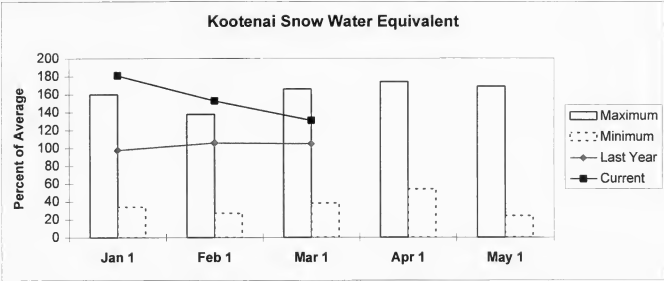 Kootenai Snow Water Equivalent
Percent of Average
200
180
160
140
120
100
80
60
40
20
0
Jan 1 Feb 1 Mar 1 Apr 1 May 1
Maximum
Minimum
Last Year
Current